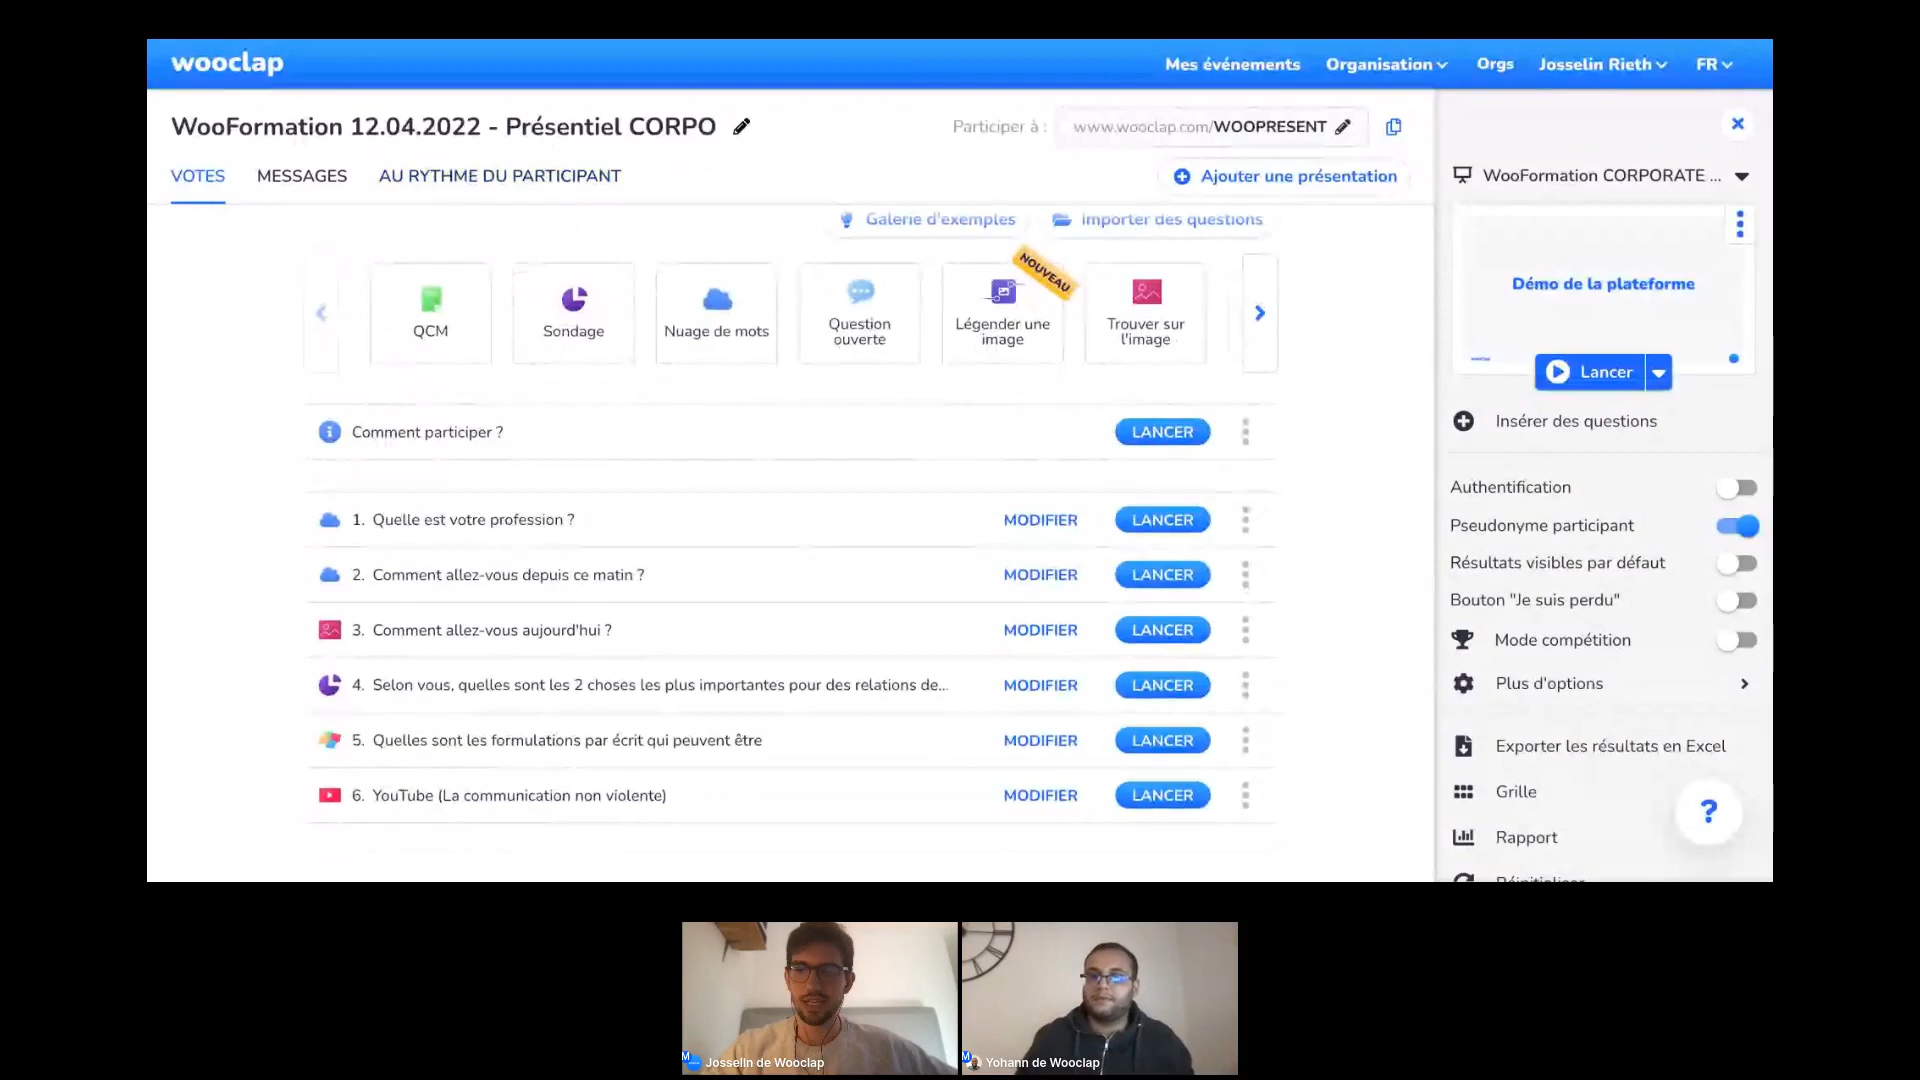 wooclap
Mes événements
Organisation
Orgs
Josselin Rieth
FR
WooFormation 12.04.2022 - Présentiel CORPO
Participer à :
www.wooclap.com/WOOPRESENT
VOTES
MESSAGES
AU RYTHME DU PARTICIPANT
Ajouter une présentation
Galerie d'exemples
Importer des questions
QCM
Sondage
Nuage de mots
Question
ouverte
NOUVEAU
Légender une
image
Trouver sur
l'image
Comment participer ?
LANCER
1. Quelle est votre profession ?
MODIFIER
LANCER
2. Comment allez-vous depuis ce matin ?
MODIFIER
LANCER
3. Comment allez-vous aujourd'hui ?
MODIFIER
LANCER
4. Selon vous, quelles sont les 2 choses les plus importantes pour des relations de...
MODIFIER
LANCER
5. Quelles sont les formulations par écrit qui peuvent être
MODIFIER
LANCER
6. YouTube (La communication non violente)
MODIFIER
LANCER
WooFormation CORPORATE ...
Démo de la plateforme
wooclap
Lancer
Insérer des questions
Authentification
Pseudonyme participant
Résultats visibles par défaut
Bouton "Je suis perdu"
Mode compétition
Plus d'options
Exporter les résultats en Excel
Grille
?
Rapport
Réinitialiser
M
Josselin de Wooclap
M
Yohann de Wooclap